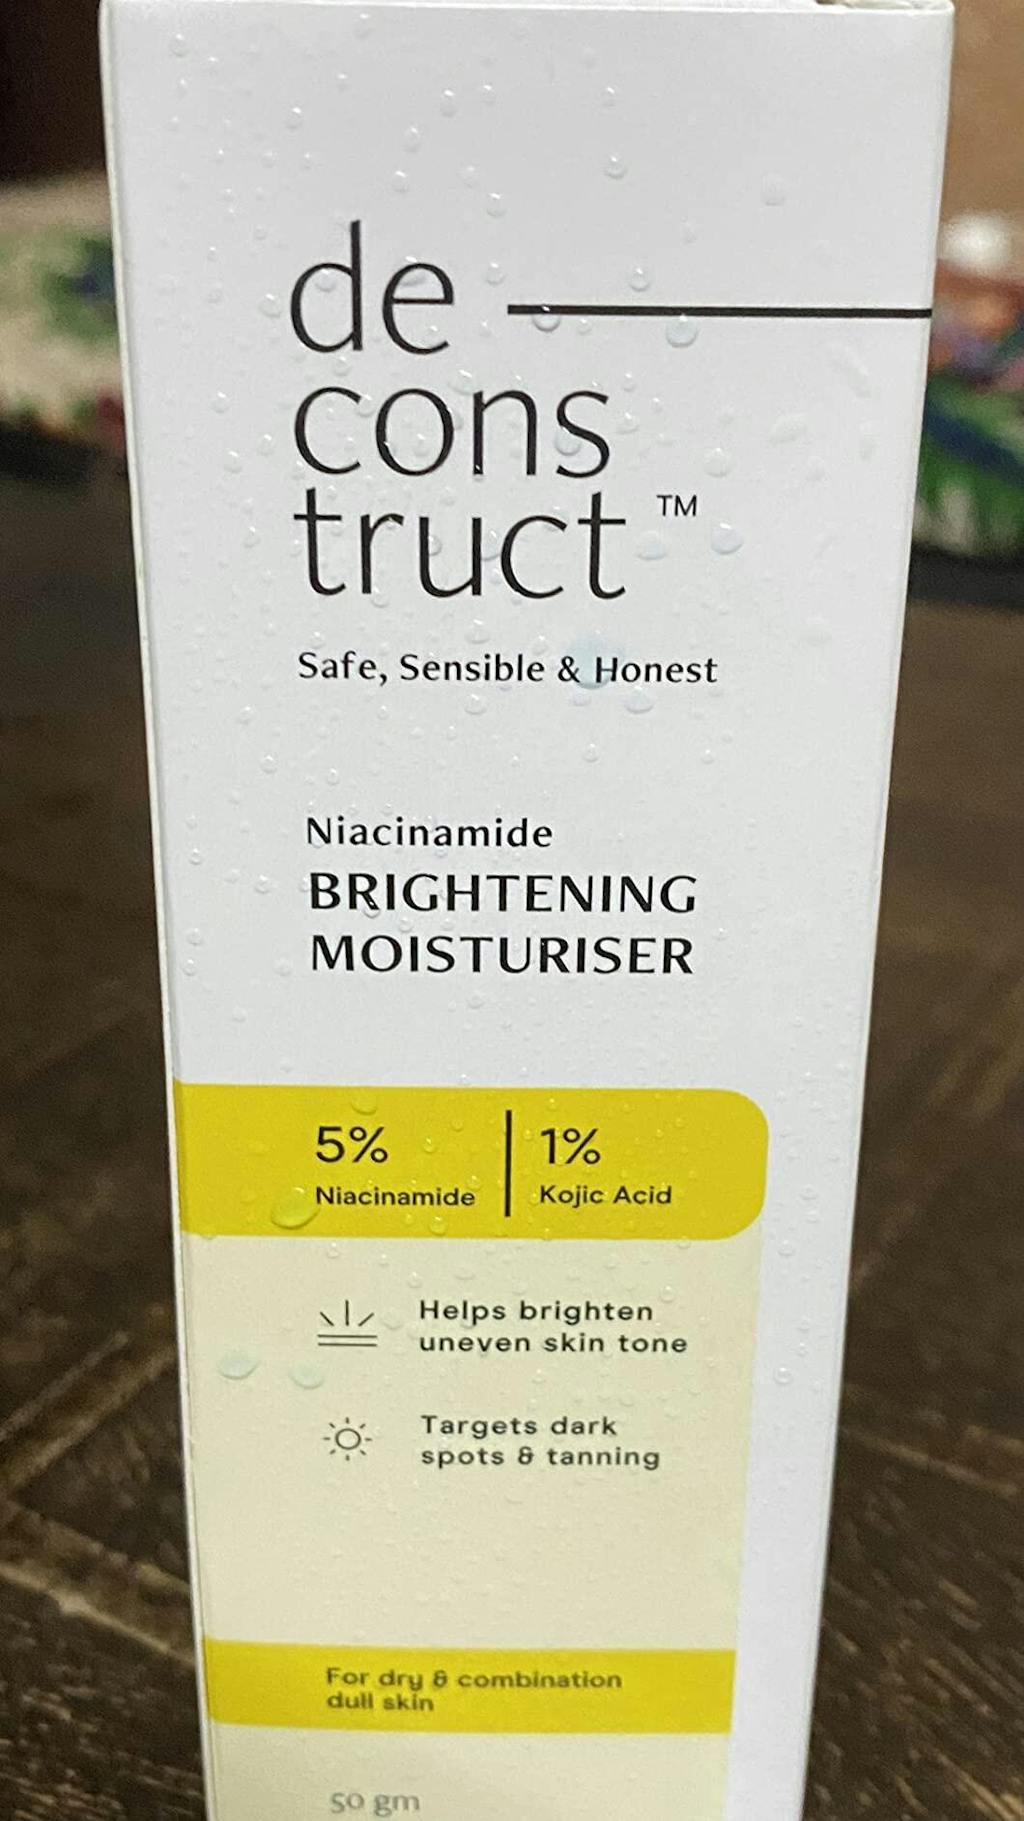 de
cons
truct™
Safe, Sensible & Honest
Niacinamide
BRIGHTENING
MOISTURISER
5%
Niacinamide
1%
Kojic Acid
Helps brighten
uneven skin tone
Targets dark
spots & tanning
For dry & combination
dull skin
50 gm